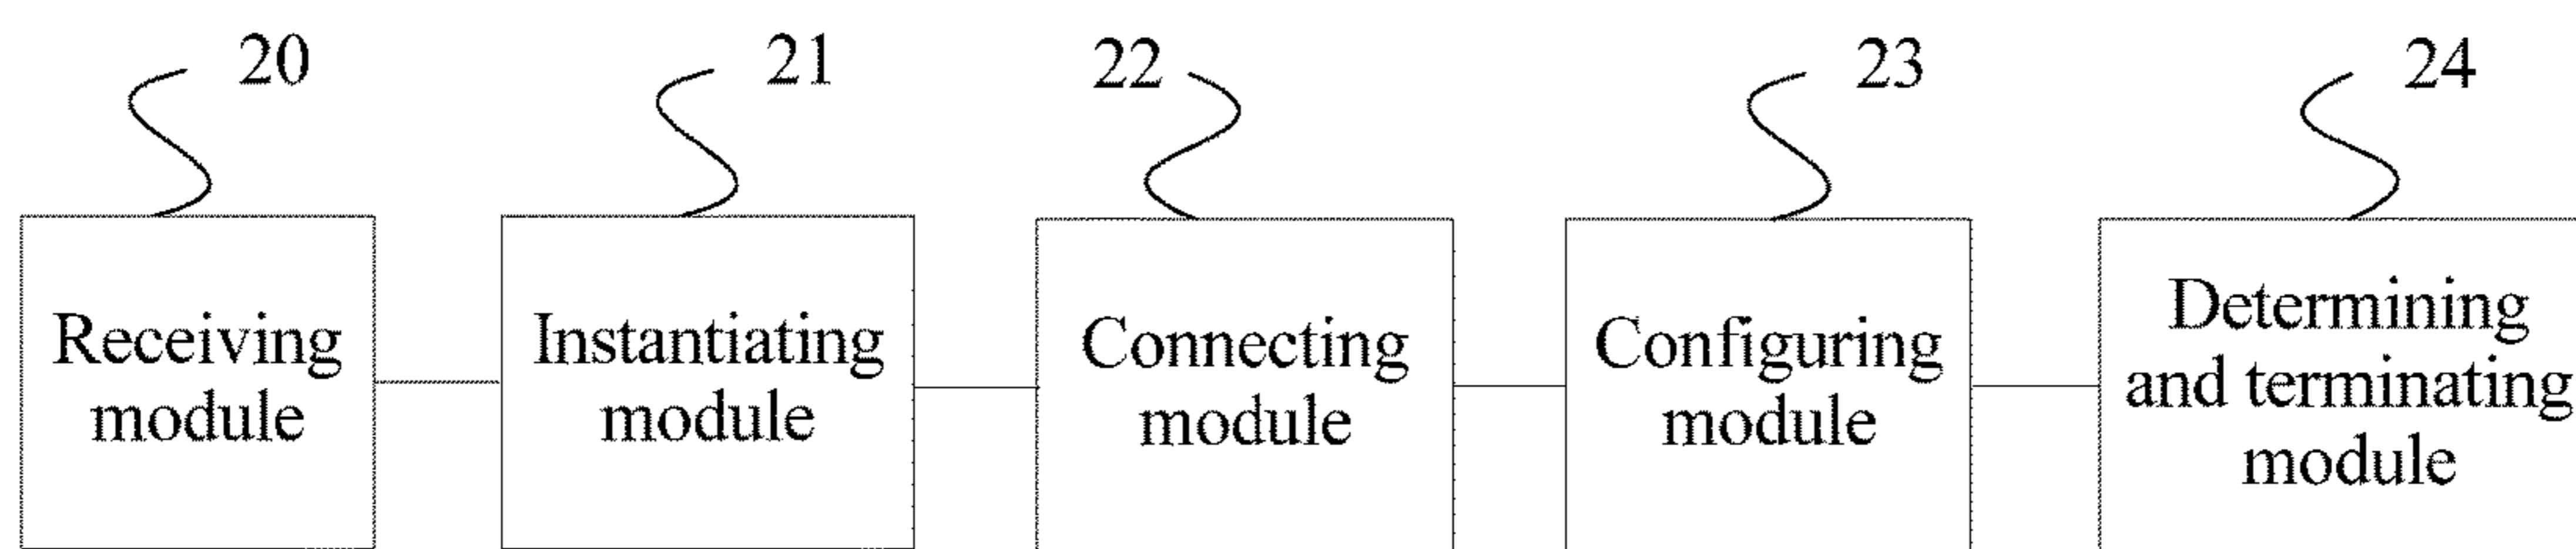 20
21
22
23
24
Receiving
module
Instantiating
module
Connecting
module
Configuring
module
Determining
and terminating
module